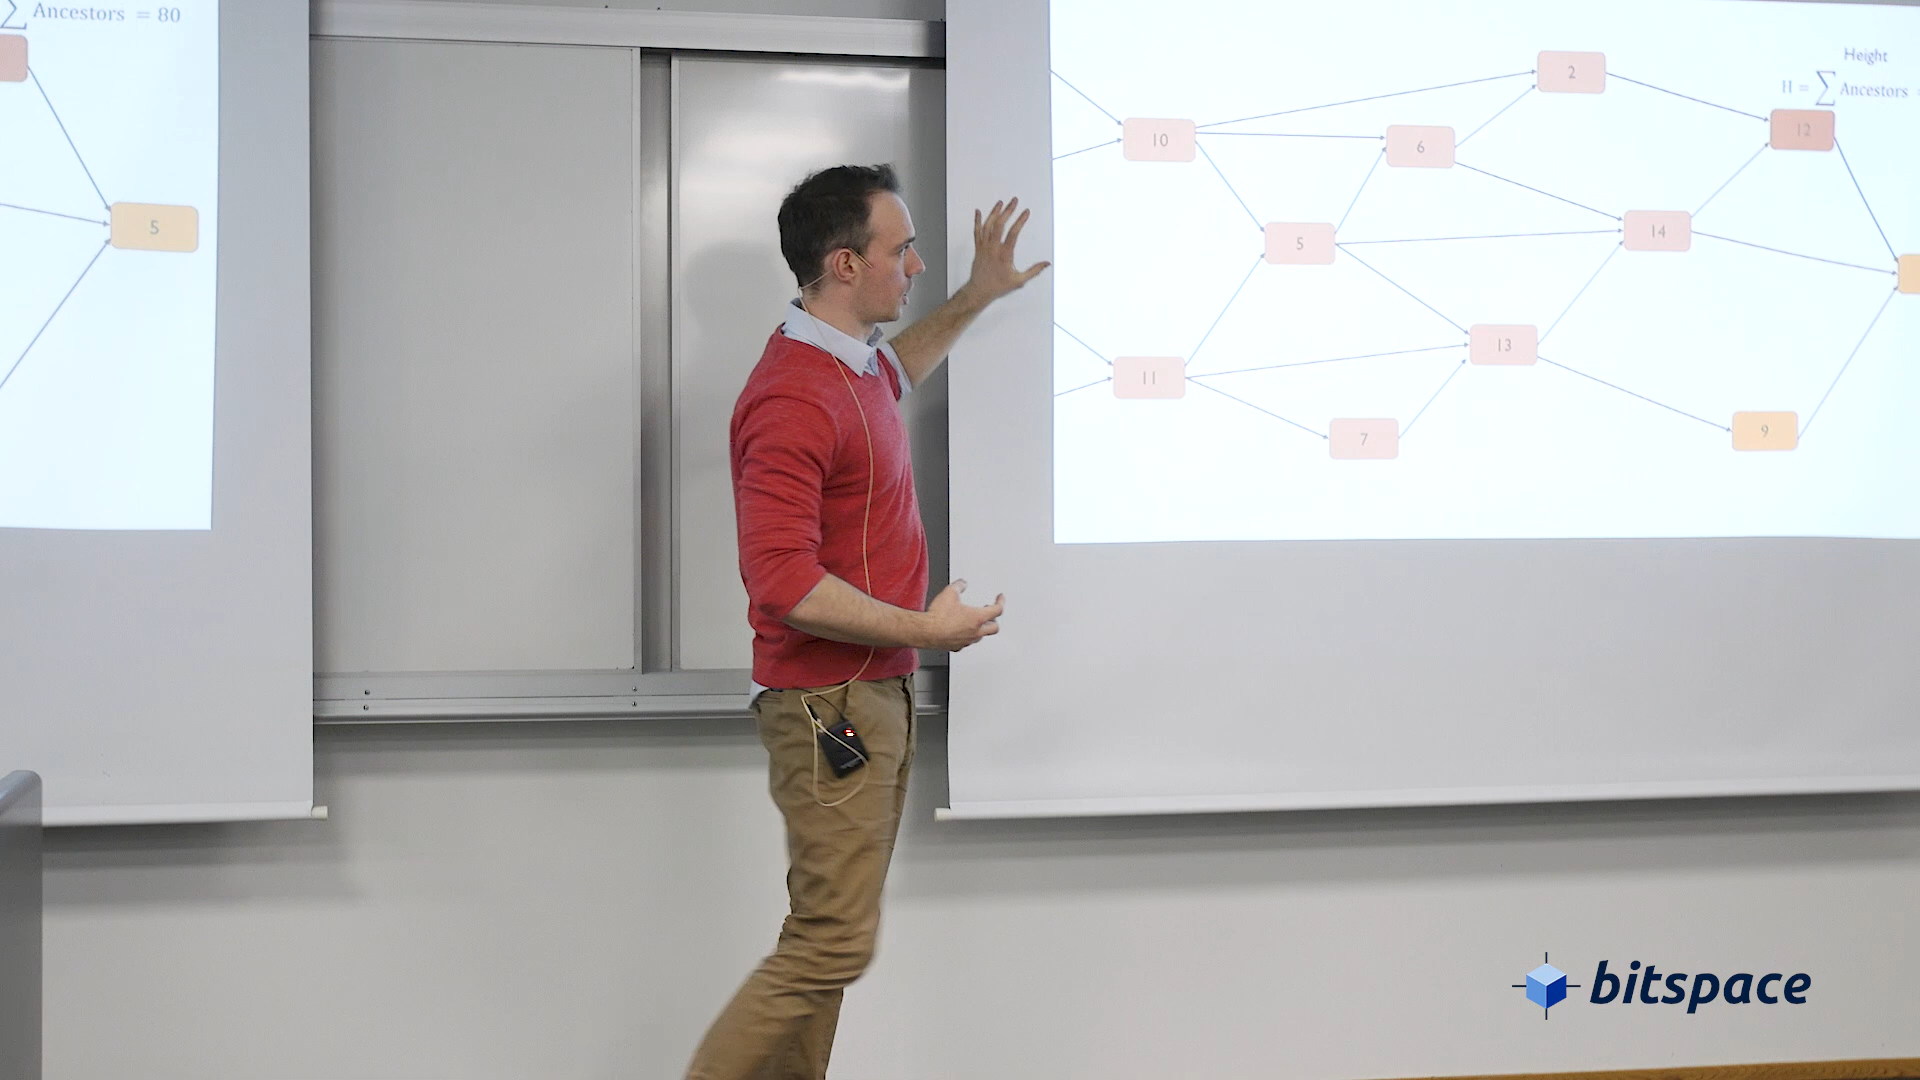 ∑ Ancestors = 80
5
Height
H = ∑ Ancestors =
2
12
10
6
14
5
13
11
7
9
bitspace